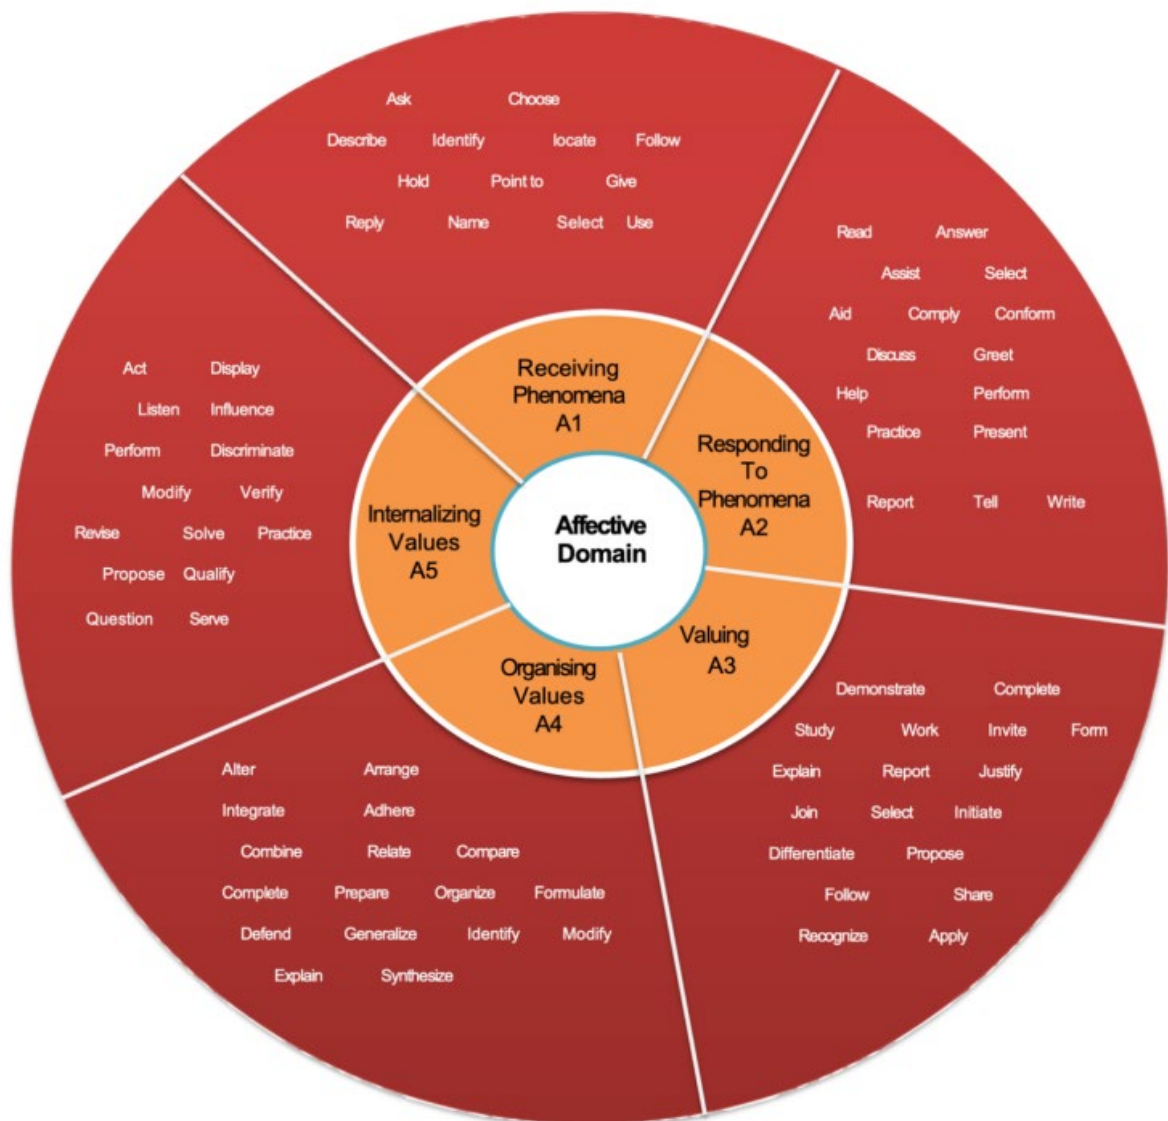 Ask Choose
Describe Identify locate Follow
Hold Point to Give
Reply Name Select Use
Read Answer
Assist Select
Aid Comply Conform
Discuss Greet
Help Perform
Practice Present
Report Tell Write
Demonstrate Complete
Study Work Invite Form
Explain Report Justify
Join Select Initiate
Differentiate Propose
Follow Share
Recognize Apply
Alter Arrange
Integrate Adhere
Combine Relate Compare
Complete Prepare Organize Formulate
Defend Generalize Identify Modify
Explain Synthesize
Act Display
Listen Influence
Perform Discriminate
Modify Verify
Revise Solve Practice
Propose Qualify
Question Serve
Receiving
Phenomena
A1
Responding
To
Phenomena
A2
Valuing
A3
Organising
Values
A4
Internalizing
Values
A5
Affective
Domain